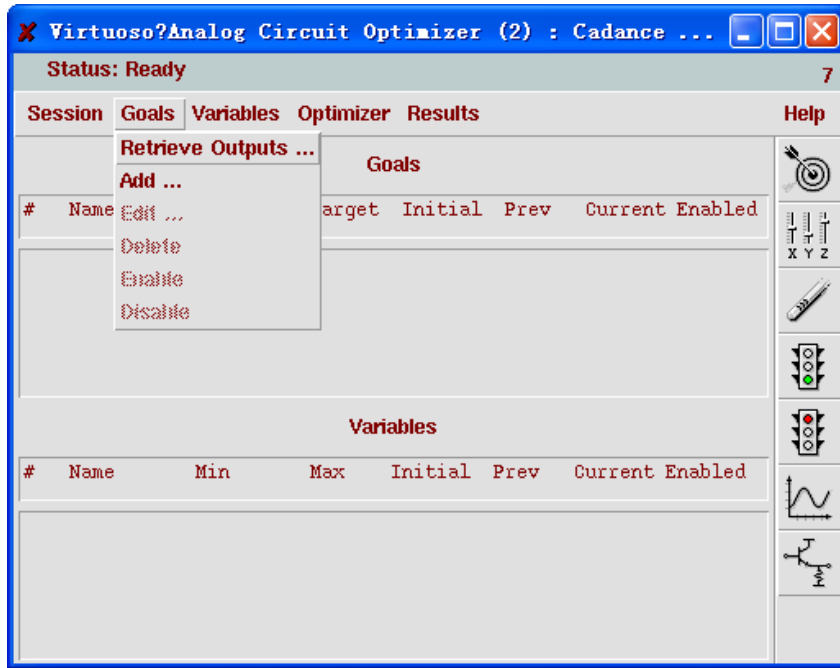 Virtuoso?Analog Circuit Optimizer (2) : Cadance ...
Status: Ready
7
Session Goals Variables Optimizer Results Help
Retrieve Outputs ...
Add ...
Edit ...
Delete
Enable
Disable
Goals
# Name arget Initial Prev Current Enabled
X Y Z
Variables
# Name Min Max Initial Prev Current Enabled